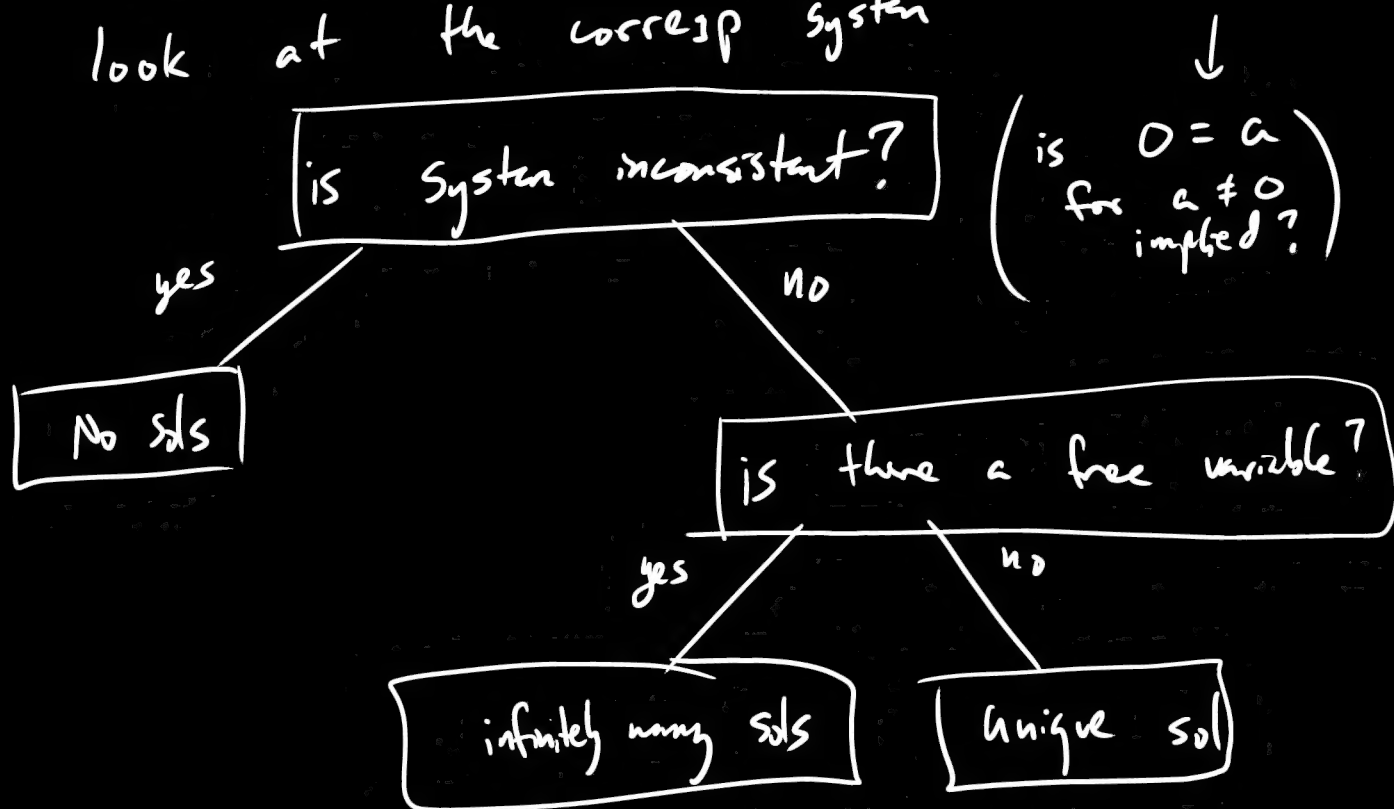 look at the corresp system
is system inconsistent?
(is 0 = a
for a ≠ 0
implied?)
yes
no
No sols
is there a free variable?
yes
no
infinitely many sols
unique sol